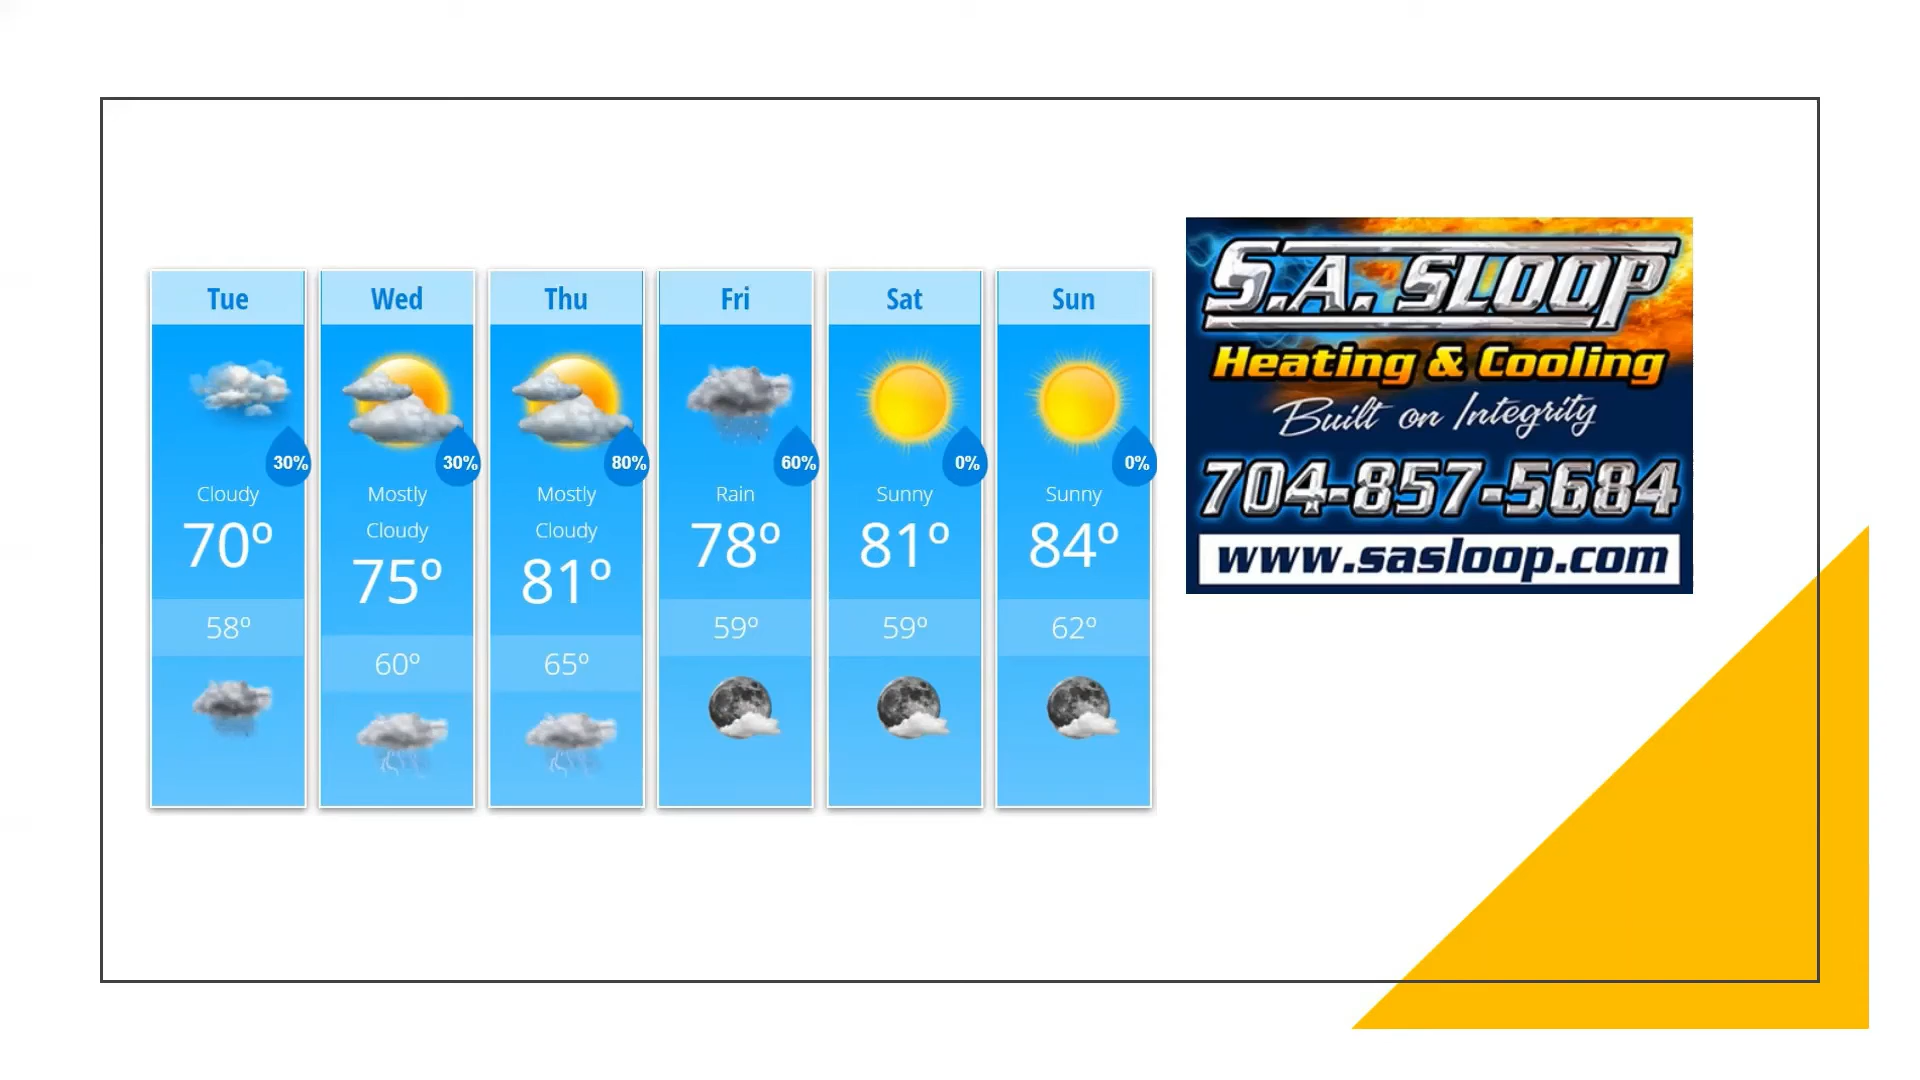 Tue
30%
Cloudy
70°
58°
Wed
30%
Mostly
Cloudy
75°
60°
Thu
80%
Mostly
Cloudy
81°
65°
Fri
60%
Rain
78°
59°
Sat
0%
Sunny
81°
59°
Sun
0%
Sunny
84°
62°
S.A. SLOOP
Heating & Cooling
Built on Integrity
704-857-5684
www.sasloop.com